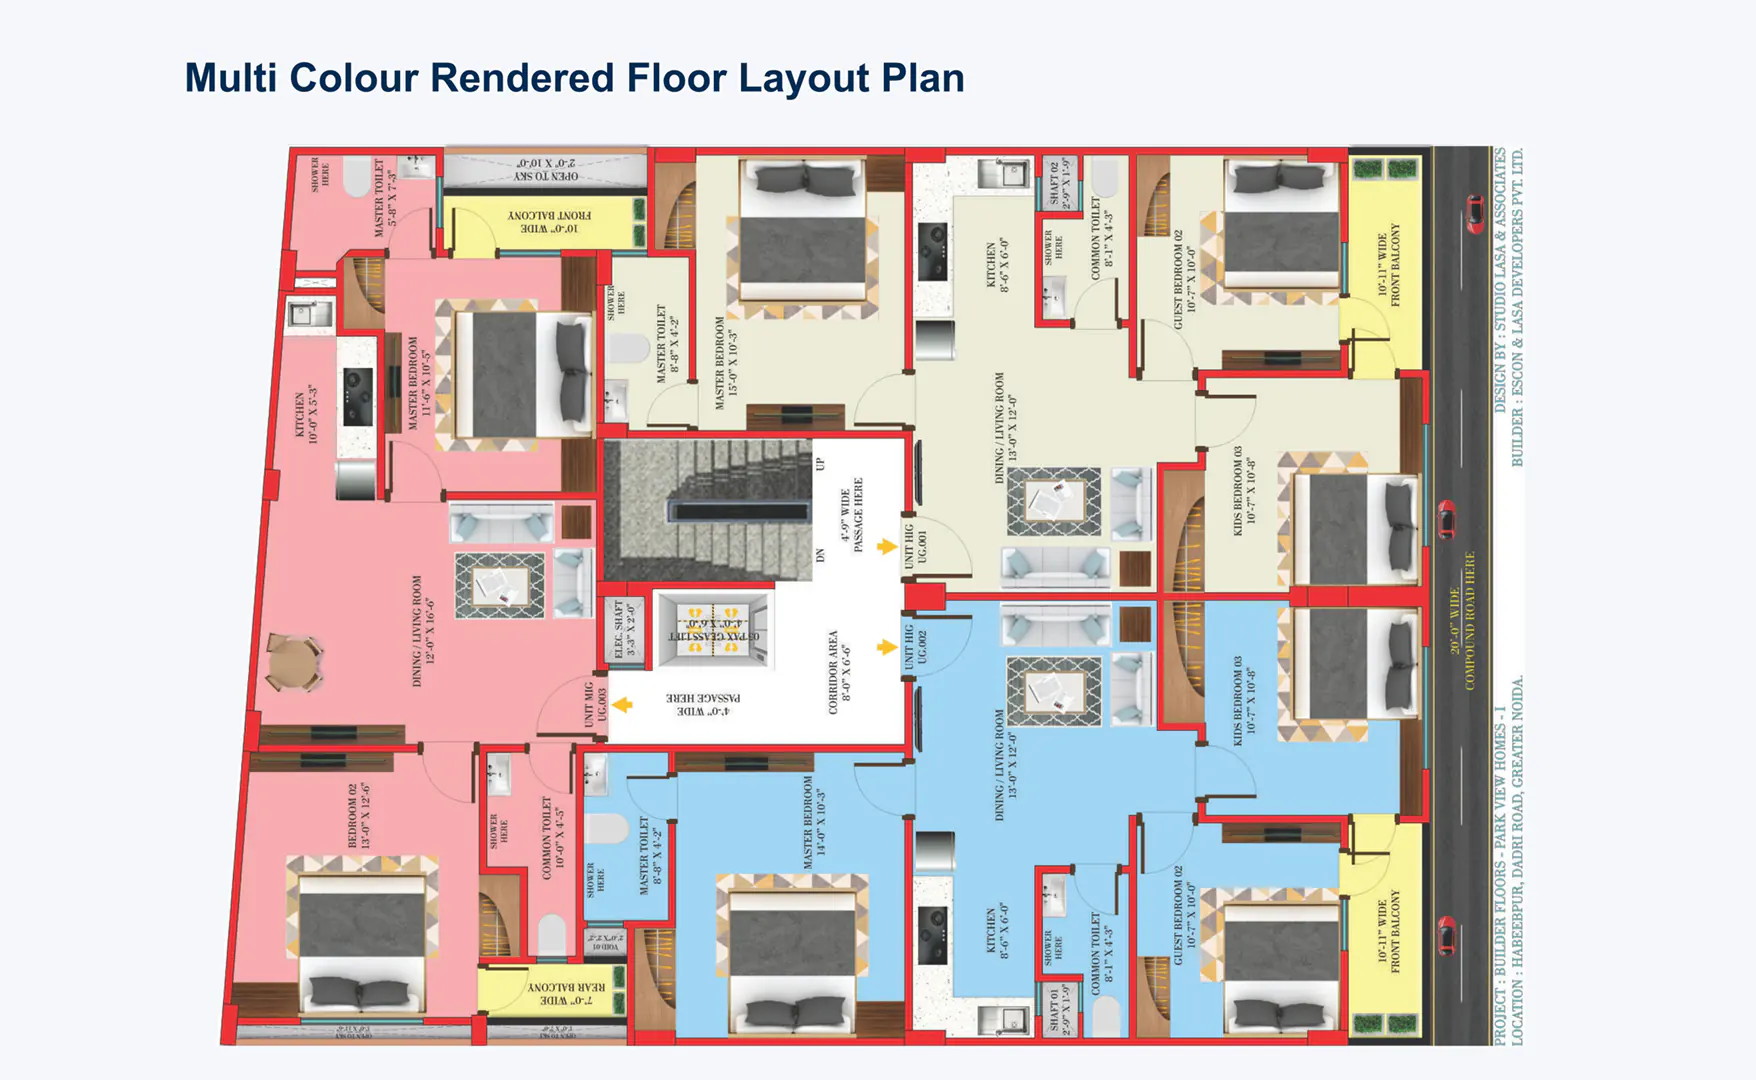 Multi Colour Rendered Floor Layout Plan
SHOWER
HERE
MASTER TOILET
5'-8" X 7'-3"
OPEN TO SKY
2'-0" X 10'-0"
10'-0" WIDE
FRONT BALCONY
KITCHEN
10'-0" X 5'-3"
MASTER BEDROOM
11'-6" X 10'-5"
SHOWER
HERE
MASTER TOILET
8'-8" X 4'-2"
MASTER BEDROOM
15'-0" X 10'-3"
KITCHEN
8'-6" X 6'-0"
SHAFT 02
2'-9" X 1'-9"
SHOWER
HERE
COMMON TOILET
8'-1" X 4'-3"
GUEST BEDROOM 02
10'-7" X 10'-0"
10'-11" WIDE
FRONT BALCONY
DINING / LIVING ROOM
13'-0" X 12'-0"
KIDS BEDROOM 03
10'-7" X 10'-8"
UP
DN
4'-9" WIDE
PASSAGE HERE
UNIT HIG
UG.001
DINING / LIVING ROOM
12'-0" X 16'-6"
ELEC. SHAFT
3'-3" X 2'-0"
03 PAX GLASS LIFT
4'-0" X 6'-0"
CORRIDOR AREA
8'-0" X 6'-6"
UNIT HIG
UG.002
UNIT MIG
UG.003
4'-0" WIDE
PASSAGE HERE
BEDROOM 02
13'-0" X 12'-6"
SHOWER
HERE
COMMON TOILET
10'-0" X 4'-5"
SHOWER
HERE
MASTER TOILET
8'-8" X 4'-2"
VOID 01
7'-0" WIDE
REAR BALCONY
OPEN TO SKY
OPEN TO SKY
MASTER BEDROOM
14'-0" X 10'-3"
DINING / LIVING ROOM
13'-0" X 12'-0"
KIDS BEDROOM 03
10'-7" X 10'-8"
KITCHEN
8'-6" X 6'-0"
SHOWER
HERE
SHAFT 01
2'-9" X 1'-9"
COMMON TOILET
8'-1" X 4'-3"
GUEST BEDROOM 02
10'-7" X 10'-0"
10'-11" WIDE
FRONT BALCONY
20'-0" WIDE
COMPOUND ROAD HERE
DESIGN BY : STUDIO LASA & ASSOCIATES
BUILDER : ESCON & LASA DEVELOPERS PVT. LTD.
PROJECT : BUILDER FLOORS - PARK VIEW HOMES - I
LOCATION : HABEEBPUR, DADRI ROAD, GREATER NOIDA.